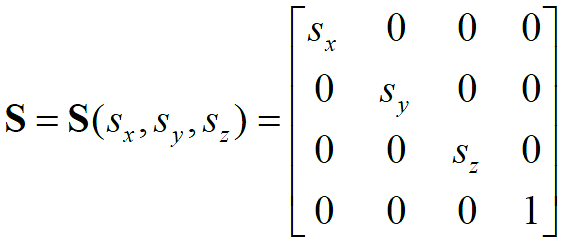 s_x 0 0 0
0 s_y 0 0
S = S(s_x, s_y, s_z) =
0 0 s_z 0
0 0 0 1